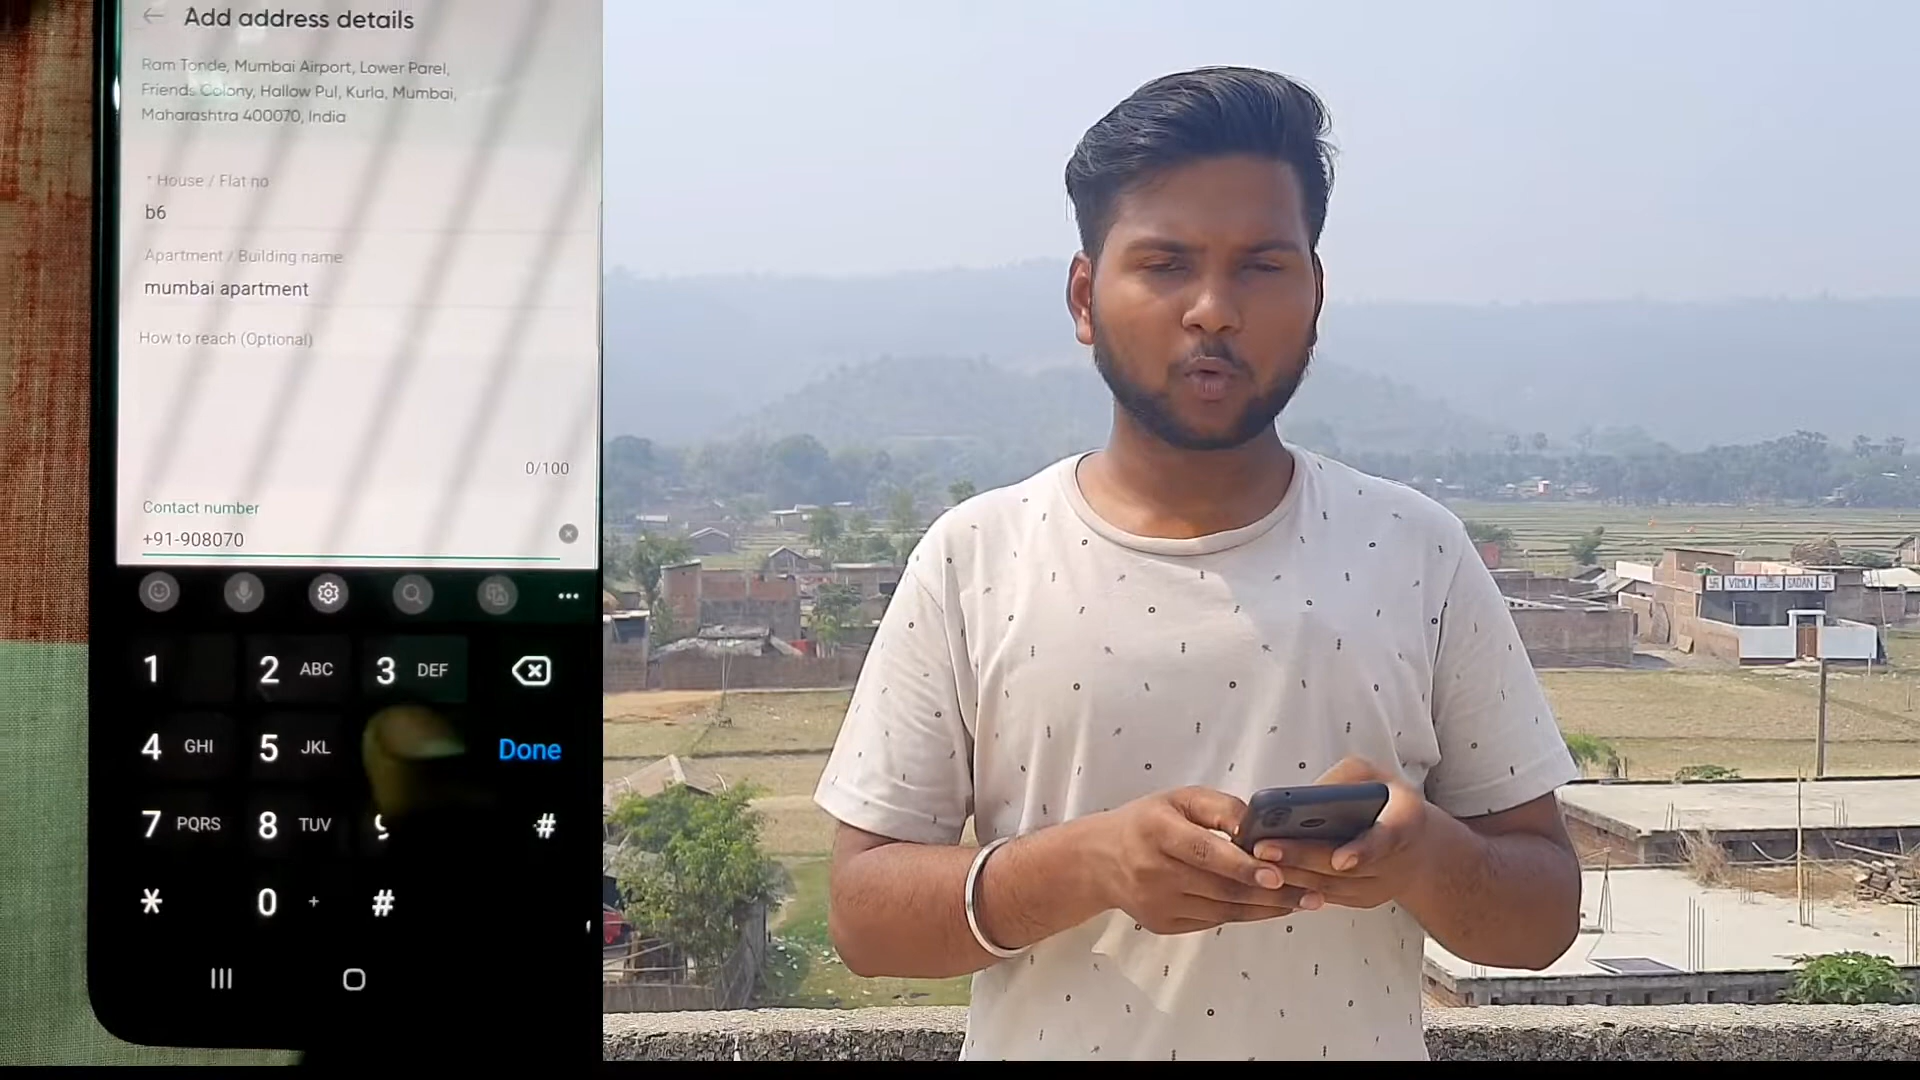 Add address details
Ram Tonde, Mumbai Airport, Lower Parel,
Friends Colony, Hallow Pul, Kurla, Mumbai,
Maharashtra 400070, India
* House / Flat no
b6
Apartment / Building name
mumbai apartment
How to reach (Optional)
0/100
Contact number
+91-908070
1
2 ABC
3 DEF
4 GHI
5 JKL
Done
7 PQRS
8 TUV
#
*
0 +
#
VIMLA SADAN